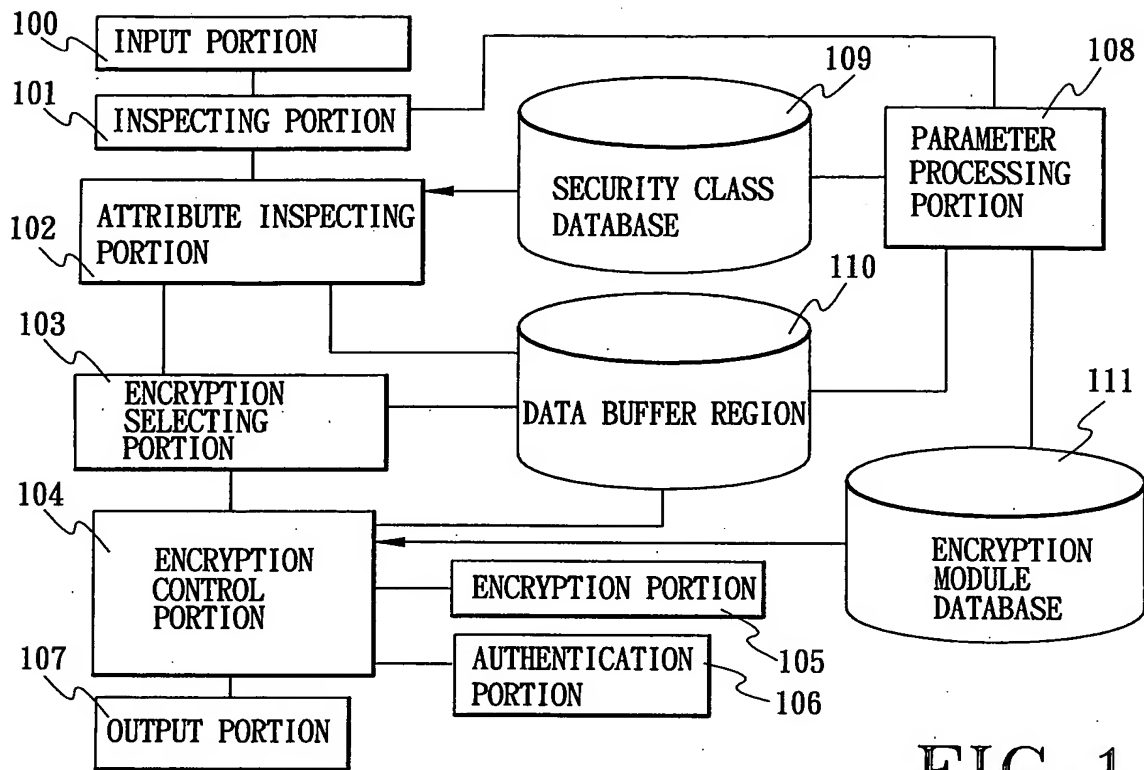 100
INPUT PORTION
101
INSPECTING PORTION
102
ATTRIBUTE INSPECTING
PORTION
109
SECURITY CLASS
DATABASE
108
PARAMETER
PROCESSING
PORTION
103
ENCRYPTION
SELECTING
PORTION
110
DATA BUFFER REGION
111
ENCRYPTION
MODULE
DATABASE
104
ENCRYPTION
CONTROL
PORTION
ENCRYPTION PORTION
105
AUTHENTICATION
PORTION
106
107
OUTPUT PORTION
FIG. 1